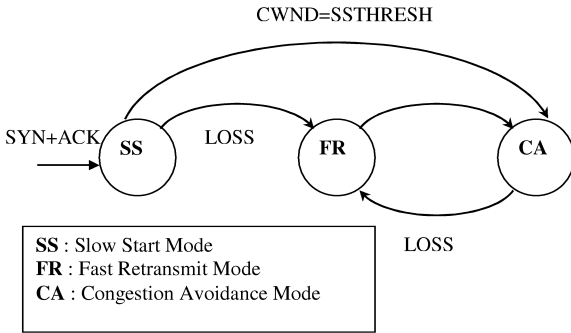 CWND=SSTHRESH
SYN+ACK
SS
LOSS
FR
CA
LOSS
SS : Slow Start Mode
FR : Fast Retransmit Mode
CA : Congestion Avoidance Mode